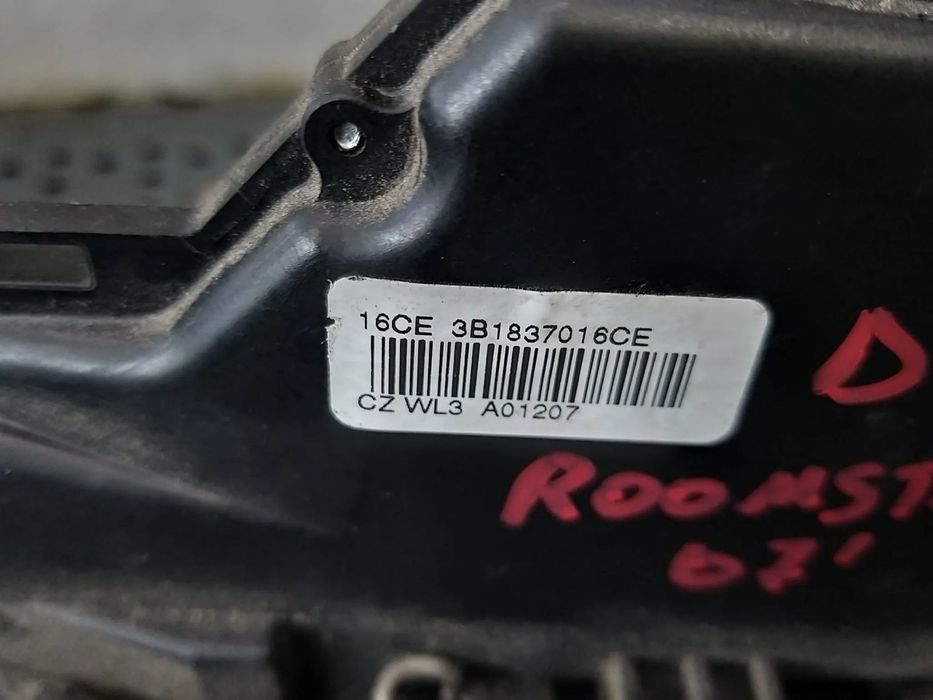 16CE 3B1837016CE
CZ WL3 A01207
D
ROOMST
07'